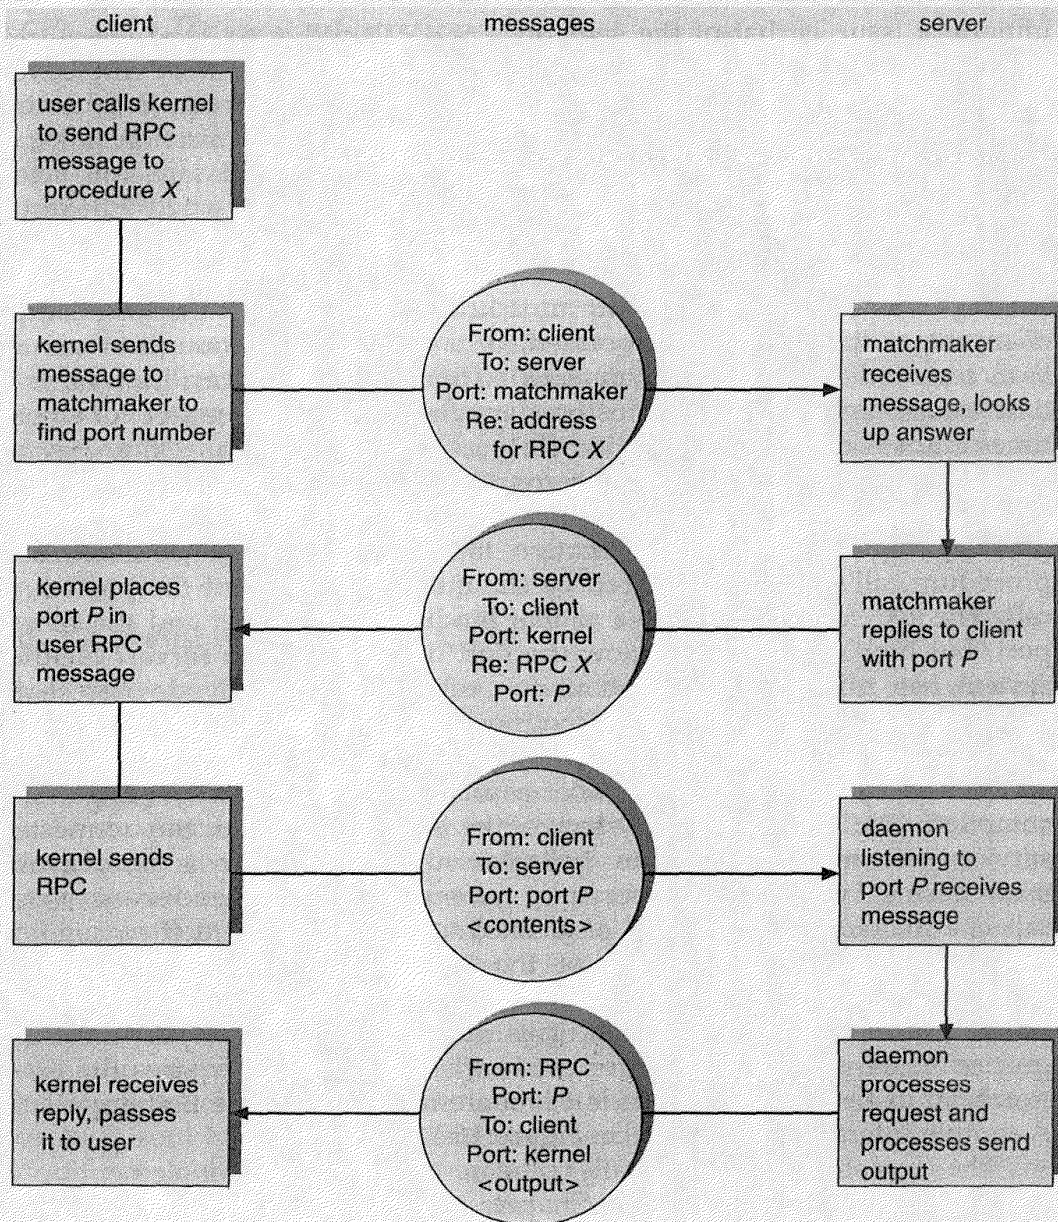 client
messages
server
user calls kernel
to send RPC
message to
procedure X
kernel sends
message to
matchmaker to
find port number
From: client
To: server
Port: matchmaker
Re: address
for RPC X
matchmaker
receives
message, looks
up answer
kernel places
port P in
user RPC
message
From: server
To: client
Port: kernel
Re: RPC X
Port: P
matchmaker
replies to client
with port P
kernel sends
RPC
From: client
To: server
Port: port P
<contents>
daemon
listening to
port P receives
message
kernel receives
reply, passes
it to user
From: RPC
Port: P
To: client
Port: kernel
<output>
daemon
processes
request and
processes send
output